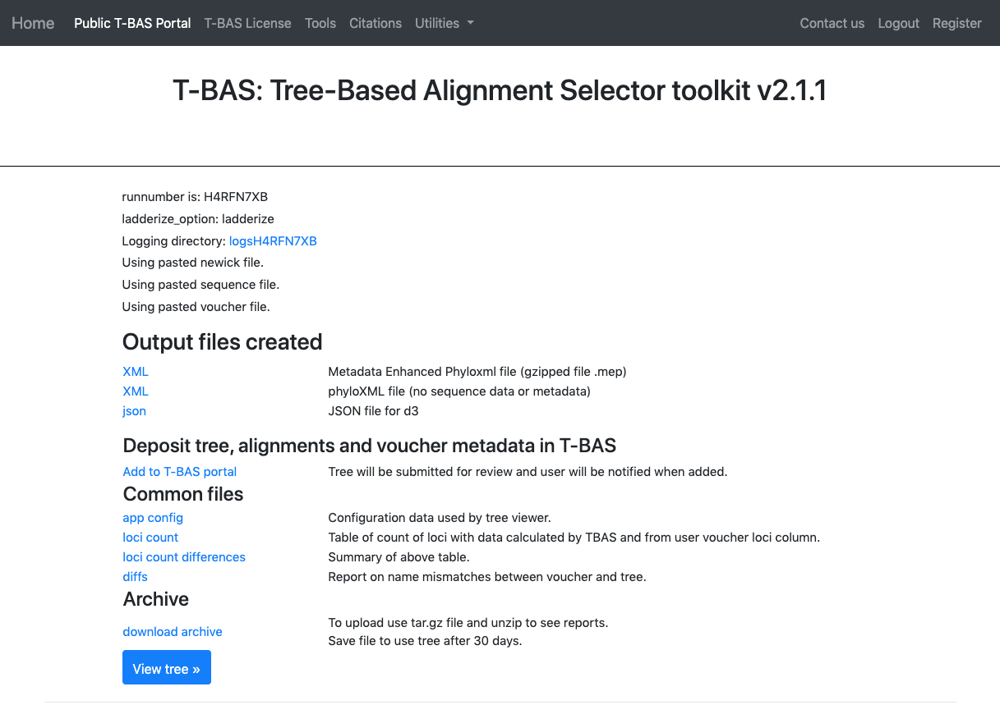 Home Public T-BAS Portal T-BAS License Tools Citations Utilities Contact us Logout Register
T-BAS: Tree-Based Alignment Selector toolkit v2.1.1
runnumber is: H4RFN7XB
ladderize_option: ladderize
Logging directory: logsH4RFN7XB
Using pasted newick file.
Using pasted sequence file.
Using pasted voucher file.
Output files created
XML Metadata Enhanced Phyloxml file (gzipped file .mep)
XML phyloXML file (no sequence data or metadata)
json JSON file for d3
Deposit tree, alignments and voucher metadata in T-BAS
Add to T-BAS portal Tree will be submitted for review and user will be notified when added.
Common files
app config Configuration data used by tree viewer.
loci count Table of count of loci with data calculated by TBAS and from user voucher loci column.
loci count differences Summary of above table.
diffs Report on name mismatches between voucher and tree.
Archive
download archive To upload use tar.gz file and unzip to see reports.
Save file to use tree after 30 days.
View tree »